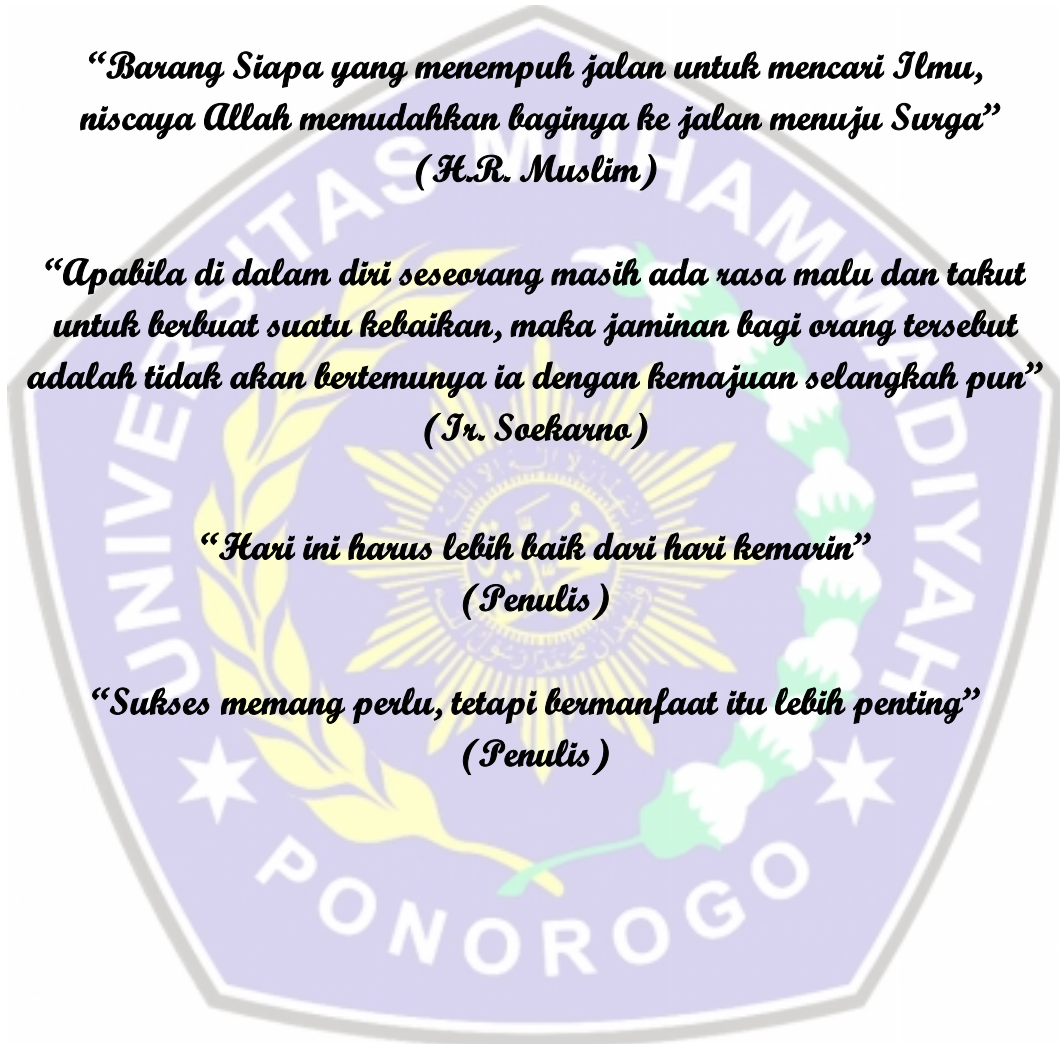 “Barang Siapa yang menempuh jalan untuk mencari Ilmu,
niscaya Allah memudahkan baginya ke jalan menuju Surga”
(H.R. Muslim)
“Apabila di dalam diri seseorang masih ada rasa malu dan takut
untuk berbuat suatu kebaikan, maka jaminan bagi orang tersebut
adalah tidak akan bertemunya ia dengan kemajuan selangkah pun”
(Ir. Soekarno)
“Hari ini harus lebih baik dari hari kemarin”
(Penulis)
“Sukses memang perlu, tetapi bermanfaat itu lebih penting”
(Penulis)
UNIVERSITAS MUHAMMADIYAH
PONOROGO